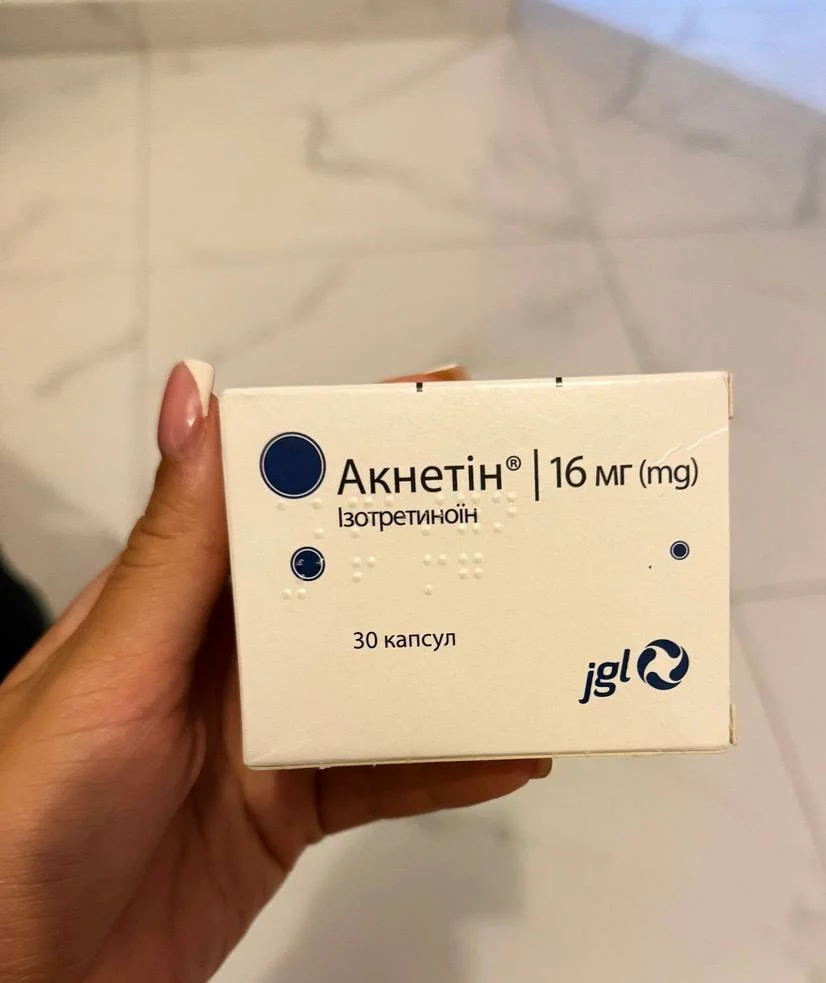 Акнетін® | 16 мг (mg)
Ізотретиноїн
30 капсул
jgl